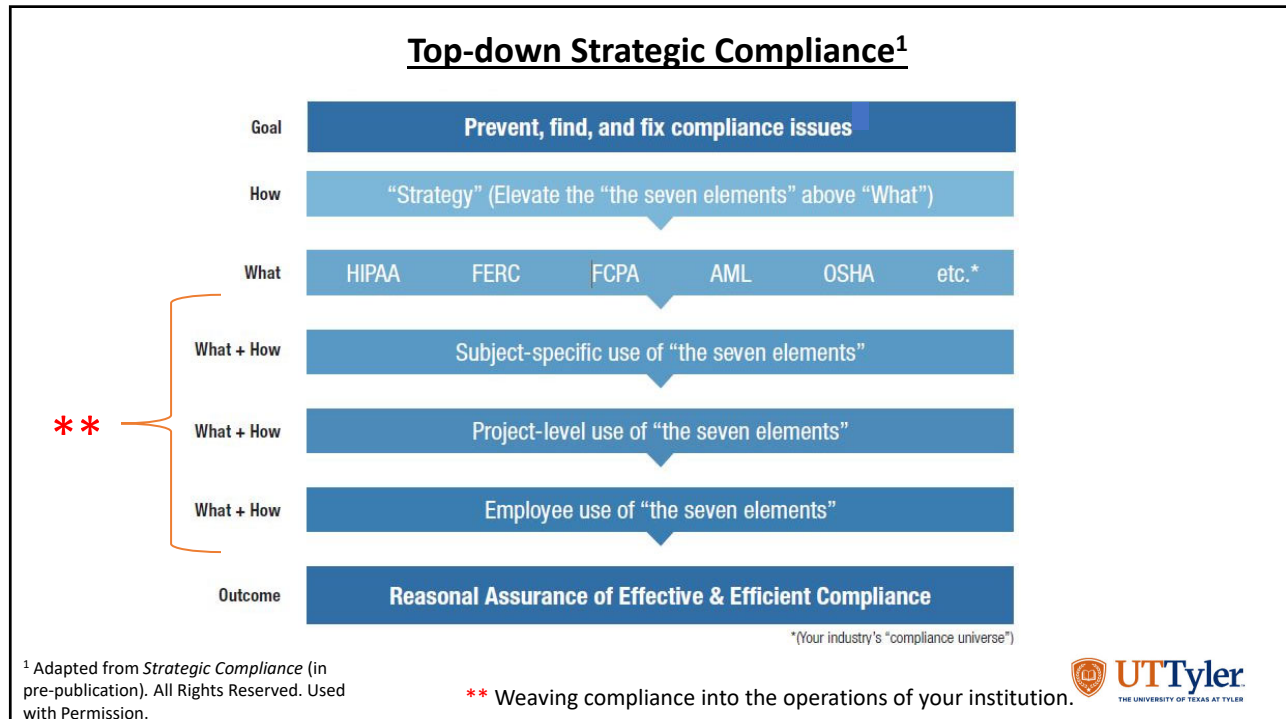 Top-down Strategic Compliance1
Goal
Prevent, find, and fix compliance issues
How
“Strategy” (Elevate the “the seven elements” above “What”)
What
HIPAA FERC FCPA AML OSHA etc.*
What + How
Subject-specific use of “the seven elements”
**
What + How
Project-level use of “the seven elements”
What + How
Employee use of “the seven elements”
Outcome
Reasonal Assurance of Effective & Efficient Compliance
*(Your industry’s “compliance universe”)
1 Adapted from Strategic Compliance (in
pre-publication). All Rights Reserved. Used
with Permission.
** Weaving compliance into the operations of your institution.
UTTyler
THE UNIVERSITY OF TEXAS AT TYLER